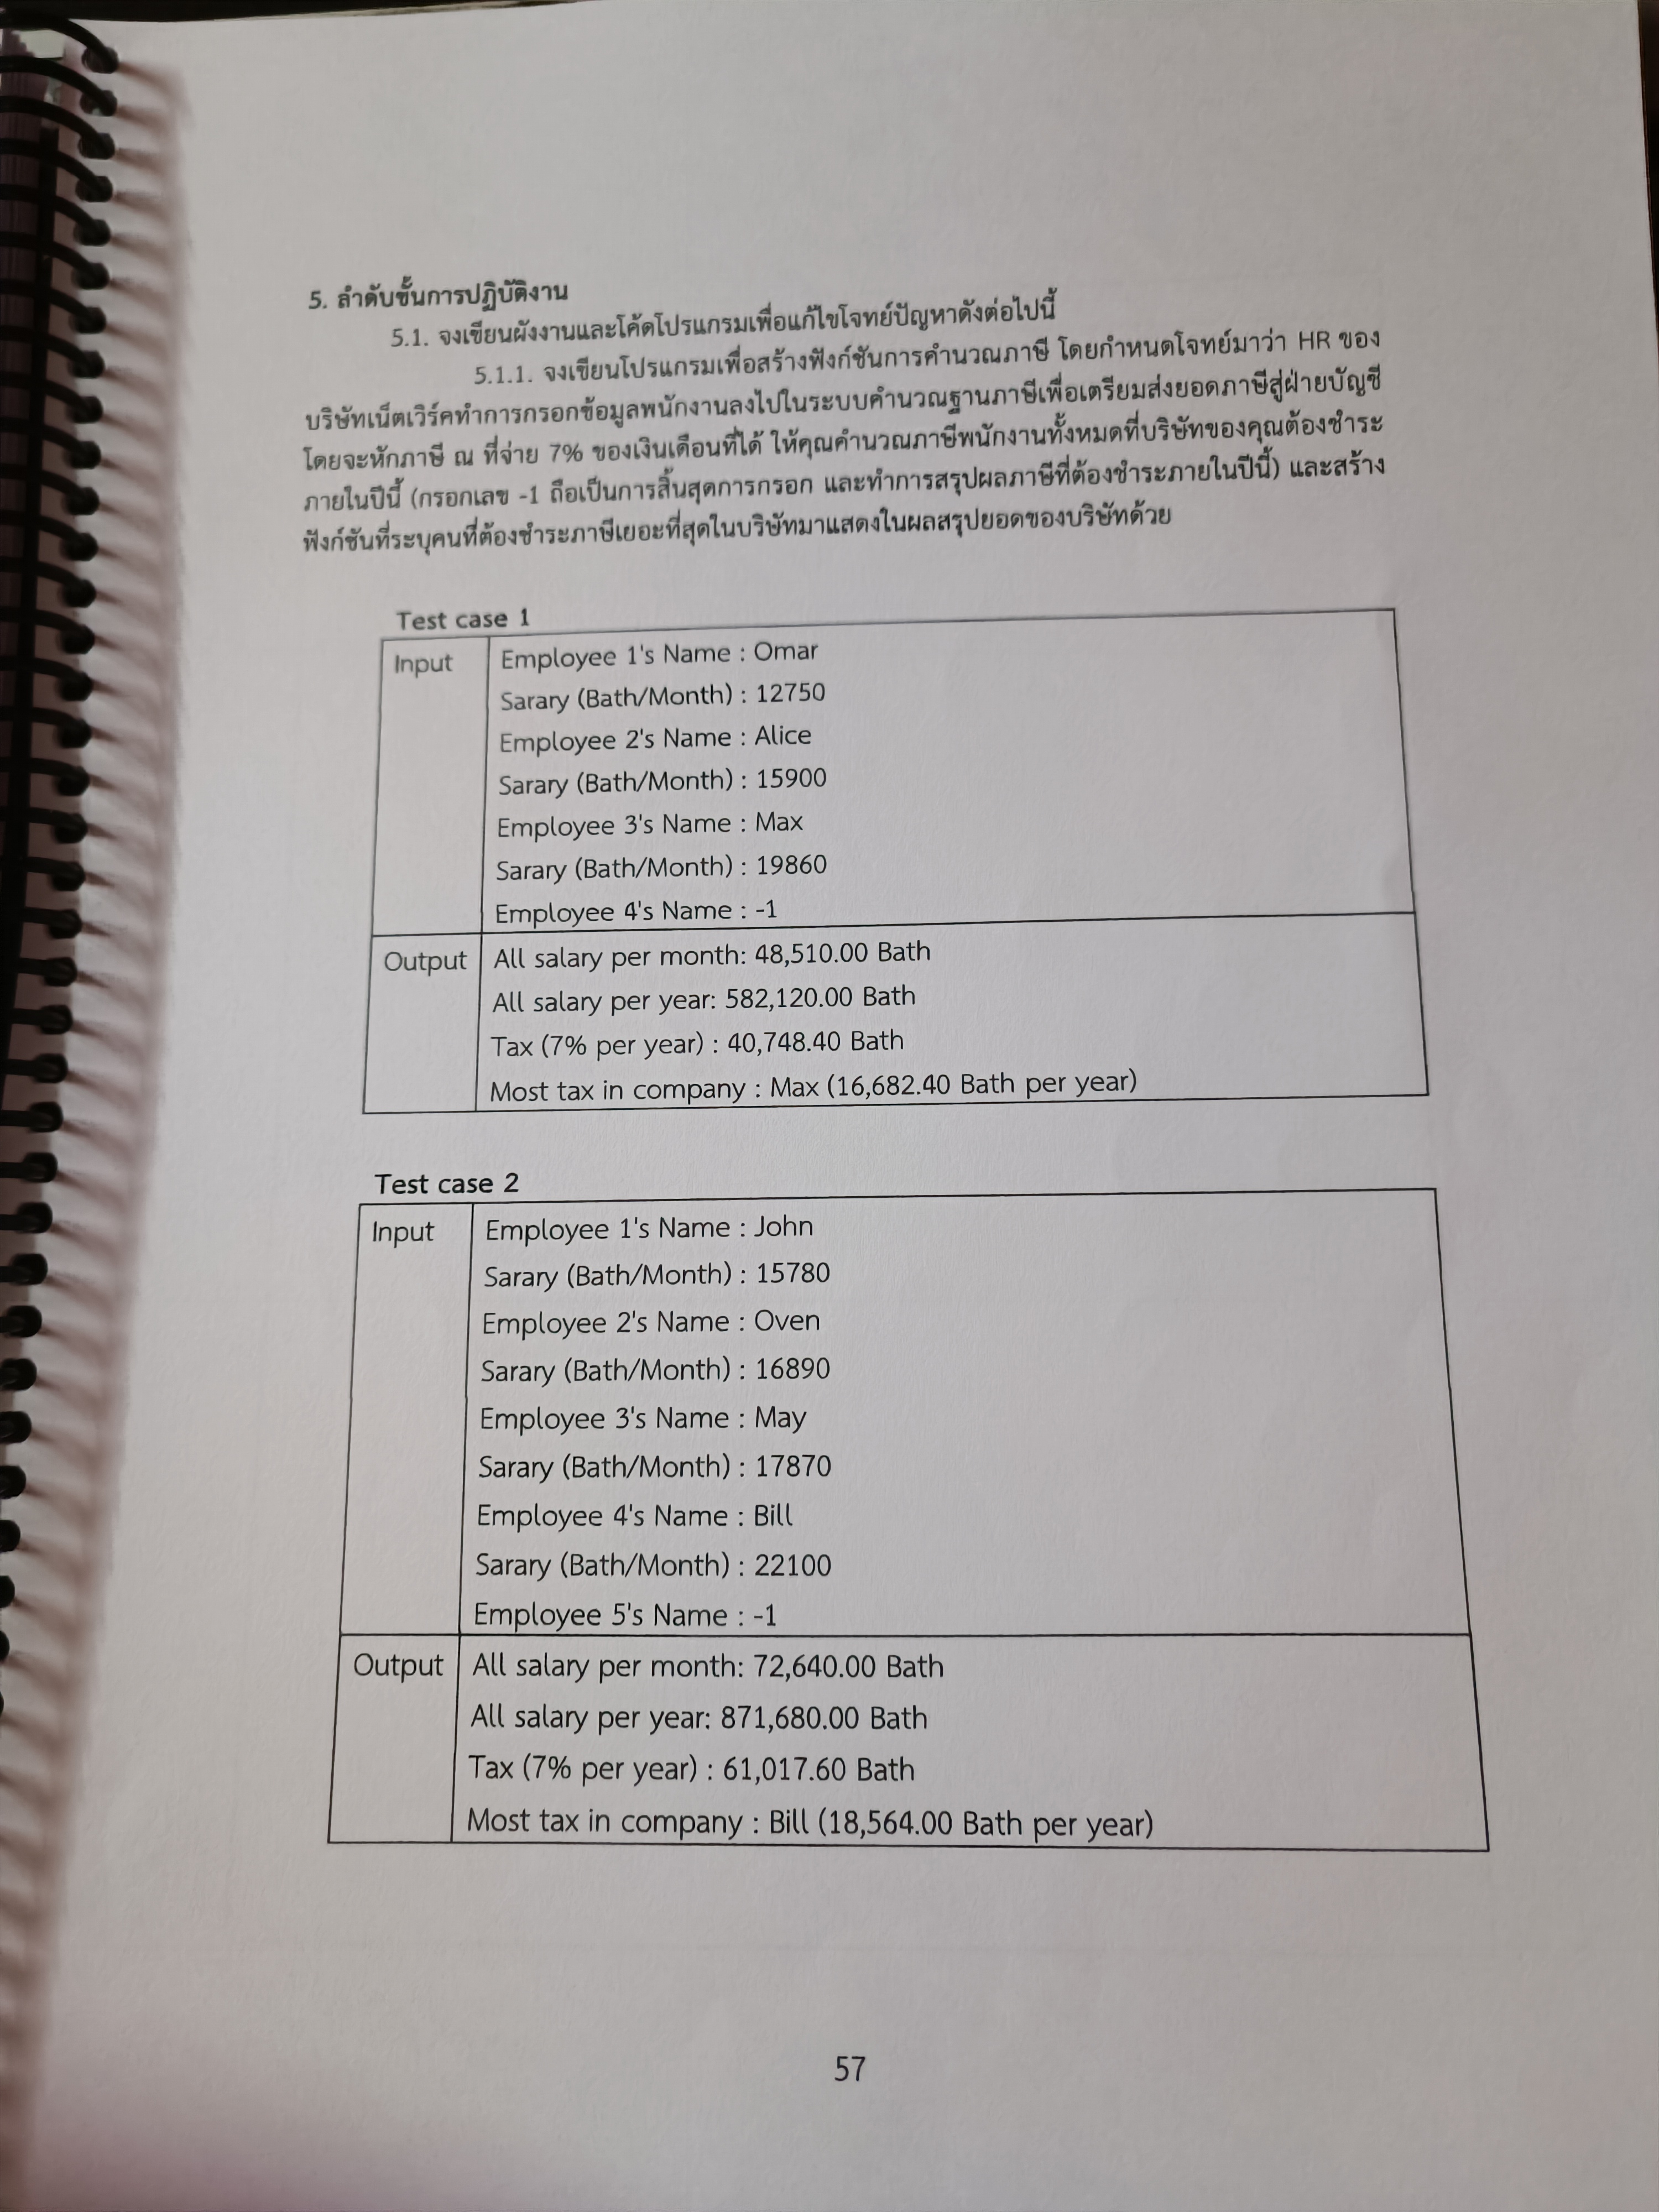 5. ลำดับขั้นการปฏิบัติงาน
5.1. จงเขียนผังงานและโค้ดโปรแกรมเพื่อแก้ไขโจทย์ปัญหาดังต่อไปนี้
5.1.1. จงเขียนโปรแกรมเพื่อสร้างฟังก์ชันการคำนวณภาษี โดยกำหนดโจทย์มาว่า HR ของ
บริษัทเน็ตเวิร์คทำการกรอกข้อมูลพนักงานลงไปในระบบคำนวณฐานภาษีเพื่อเตรียมส่งยอดภาษีสู่ฝ่ายบัญชี
โดยจะหักภาษี ณ ที่จ่าย 7% ของเงินเดือนที่ได้ ให้คุณคำนวณภาษีพนักงานทั้งหมดที่บริษัทของคุณต้องชำระ
ภายในปีนี้ (กรอกเลข -1 ถือเป็นการสิ้นสุดการกรอก และทำการสรุปผลภาษีที่ต้องชำระภายในปีนี้) และสร้าง
ฟังก์ชันที่ระบุคนที่ต้องชำระภาษีเยอะที่สุดในบริษัทมาแสดงในผลสรุปยอดของบริษัทด้วย
Test case 1
Input Employee 1's Name : Omar
Sarary (Bath/Month) : 12750
Employee 2's Name : Alice
Sarary (Bath/Month) : 15900
Employee 3's Name : Max
Sarary (Bath/Month) : 19860
Employee 4's Name : -1
Output All salary per month: 48,510.00 Bath
All salary per year: 582,120.00 Bath
Tax (7% per year) : 40,748.40 Bath
Most tax in company : Max (16,682.40 Bath per year)
Test case 2
Input Employee 1's Name : John
Sarary (Bath/Month) : 15780
Employee 2's Name : Oven
Sarary (Bath/Month) : 16890
Employee 3's Name : May
Sarary (Bath/Month) : 17870
Employee 4's Name : Bill
Sarary (Bath/Month) : 22100
Employee 5's Name : -1
Output All salary per month: 72,640.00 Bath
All salary per year: 871,680.00 Bath
Tax (7% per year) : 61,017.60 Bath
Most tax in company : Bill (18,564.00 Bath per year)
57